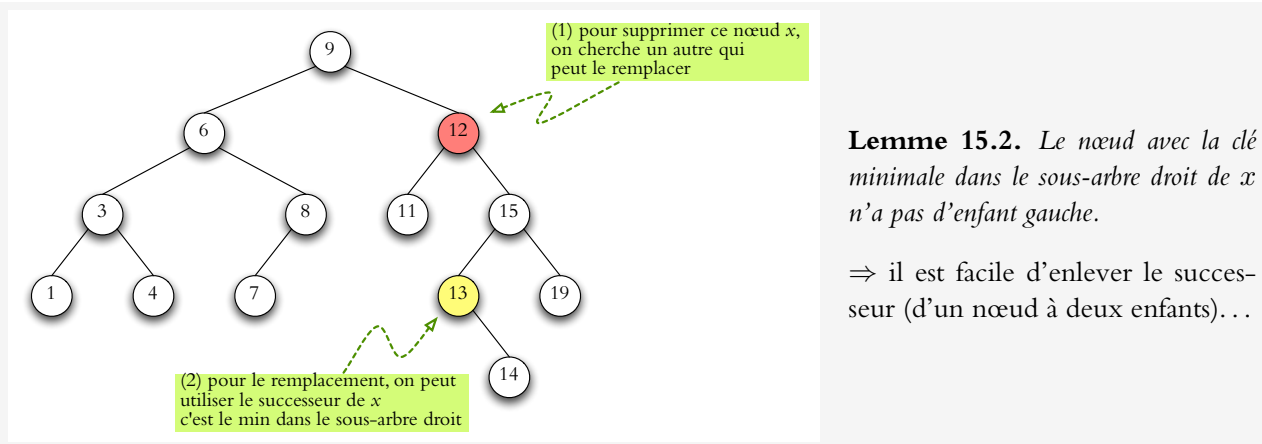 (1) pour supprimer ce nœud x,
on cherche un autre qui
peut le remplacer
9
6
12
3
8
11
15
1
4
7
13
19
14
(2) pour le remplacement, on peut
utiliser le successeur de x
c'est le min dans le sous-arbre droit
Lemme 15.2. Le nœud avec la clé
minimale dans le sous-arbre droit de x
n'a pas d'enfant gauche.
⇒ il est facile d'enlever le succes-
seur (d'un nœud à deux enfants)...